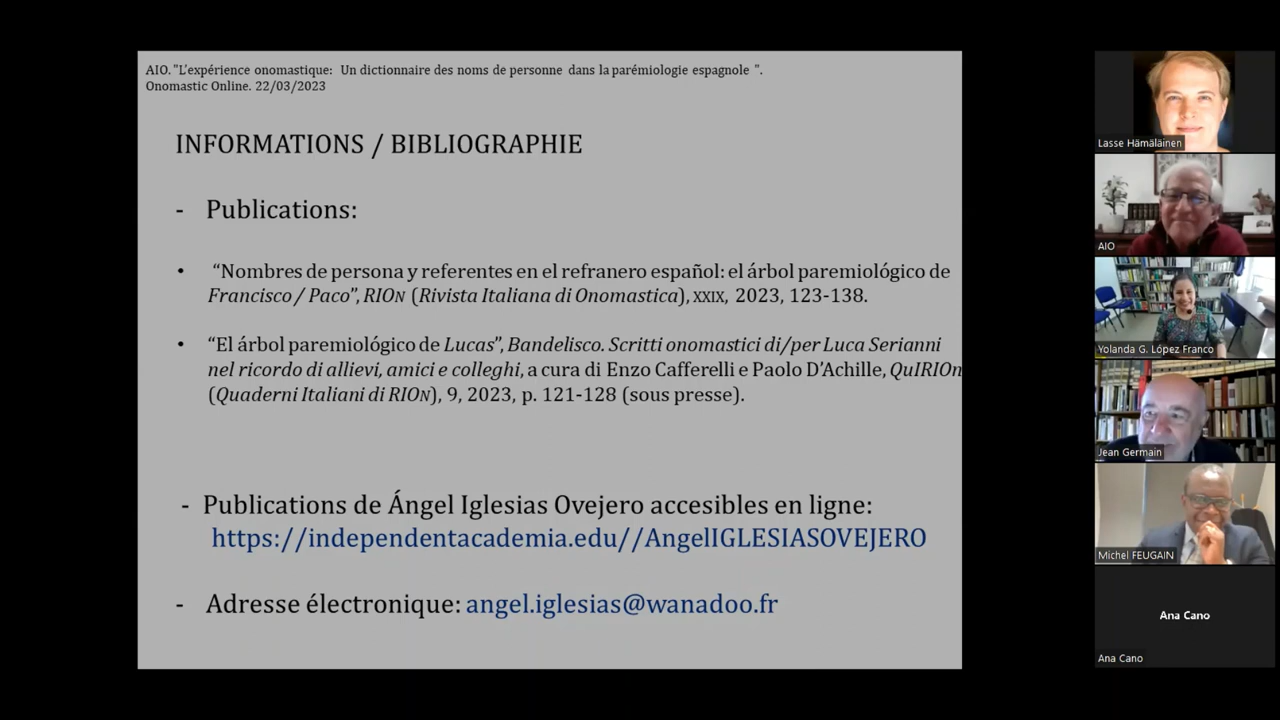 AIO. "L'expérience onomastique: Un dictionnaire des noms de personne dans la parémiologie espagnole ".
Onomastic Online. 22/03/2023
INFORMATIONS / BIBLIOGRAPHIE
- Publications:
• “Nombres de persona y referentes en el refranero español: el árbol paremiológico de
Francisco / Paco”, RION (Rivista Italiana di Onomastica), XXIX, 2023, 123-138.
• “El árbol paremiológico de Lucas”, Bandelisco. Scritti onomastici di/per Luca Serianni
nel ricordo di allievi, amici e colleghi, a cura di Enzo Cafferelli e Paolo D’Achille, QuIRIOn
(Quaderni Italiani di RION), 9, 2023, p. 121-128 (sous presse).
- Publications de Ángel Iglesias Ovejero accesibles en ligne:
https://independentacademia.edu//AngelIGLESIASOVEJERO
- Adresse électronique: angel.iglesias@wanadoo.fr
Lasse Hämäläinen
AIO
Yolanda G. López Franco
Jean Germain
Michel FEUGAIN
Ana Cano
Ana Cano